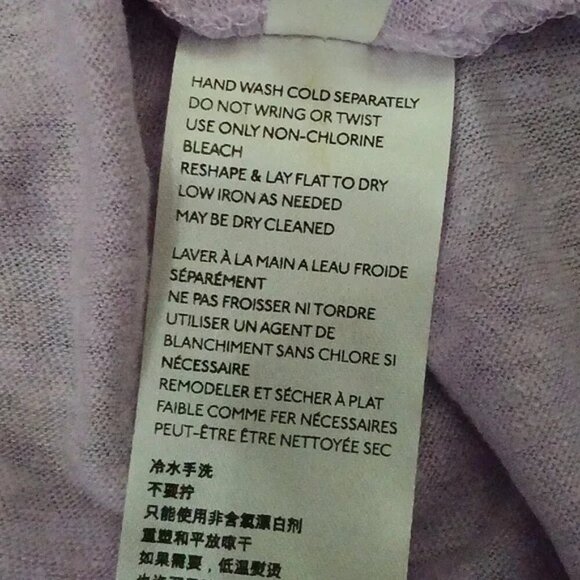 HAND WASH COLD SEPARATELY
DO NOT WRING OR TWIST
USE ONLY NON-CHLORINE
BLEACH
RESHAPE & LAY FLAT TO DRY
LOW IRON AS NEEDED
MAY BE DRY CLEANED
LAVER À LA MAIN A LEAU FROIDE
SÉPARÉMENT
NE PAS FROISSER NI TORDRE
UTILISER UN AGENT DE
BLANCHIMENT SANS CHLORE SI
NÉCESSAIRE
REMODELER ET SÉCHER À PLAT
FAIBLE COMME FER NÉCESSAIRES
PEUT-ÊTRE ÊTRE NETTOYÉE SEC
冷水手洗
不要拧
只能使用非含氧漂白剂
重塑和平放晾干
如果需要，低温熨烫